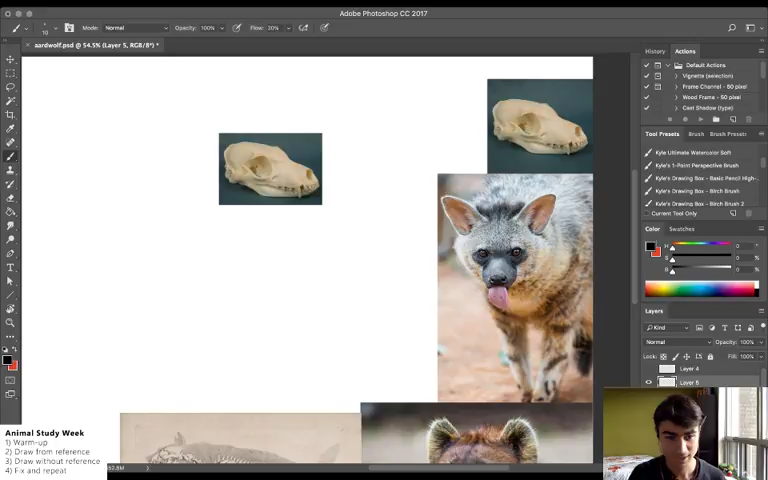 Adobe Photoshop CC 2017
Mode: Normal Opacity: 100% Flow: 30%
10
aardwolf.psd @ 54.5% (Layer 5, RGB/8*) *
History Actions
Default Actions
Vignette (selection)
Frame Channel - 50 pixel
Wood Frame - 50 pixel
Cast Shadow (type)
Tool Presets Brush Brush Presets
Kyle Ultimate Watercolor Soft
Kyle's 1-Point Perspective Brush
Kyle's Drawing Box - Basic Pencil High-...
Kyle's Drawing Box - Birch Brush
Kyle's Drawing Box - Birch Brush 2
Current Tool Only
Color Swatches
H 0 °
S 0 %
B 0 %
Layers
Kind
Normal Opacity: 100%
Lock: Fill: 100%
Layer 4
Layer 5
Animal Study Week
1) Warm-up
2) Draw from reference
3) Draw without reference
4) Fix and repeat